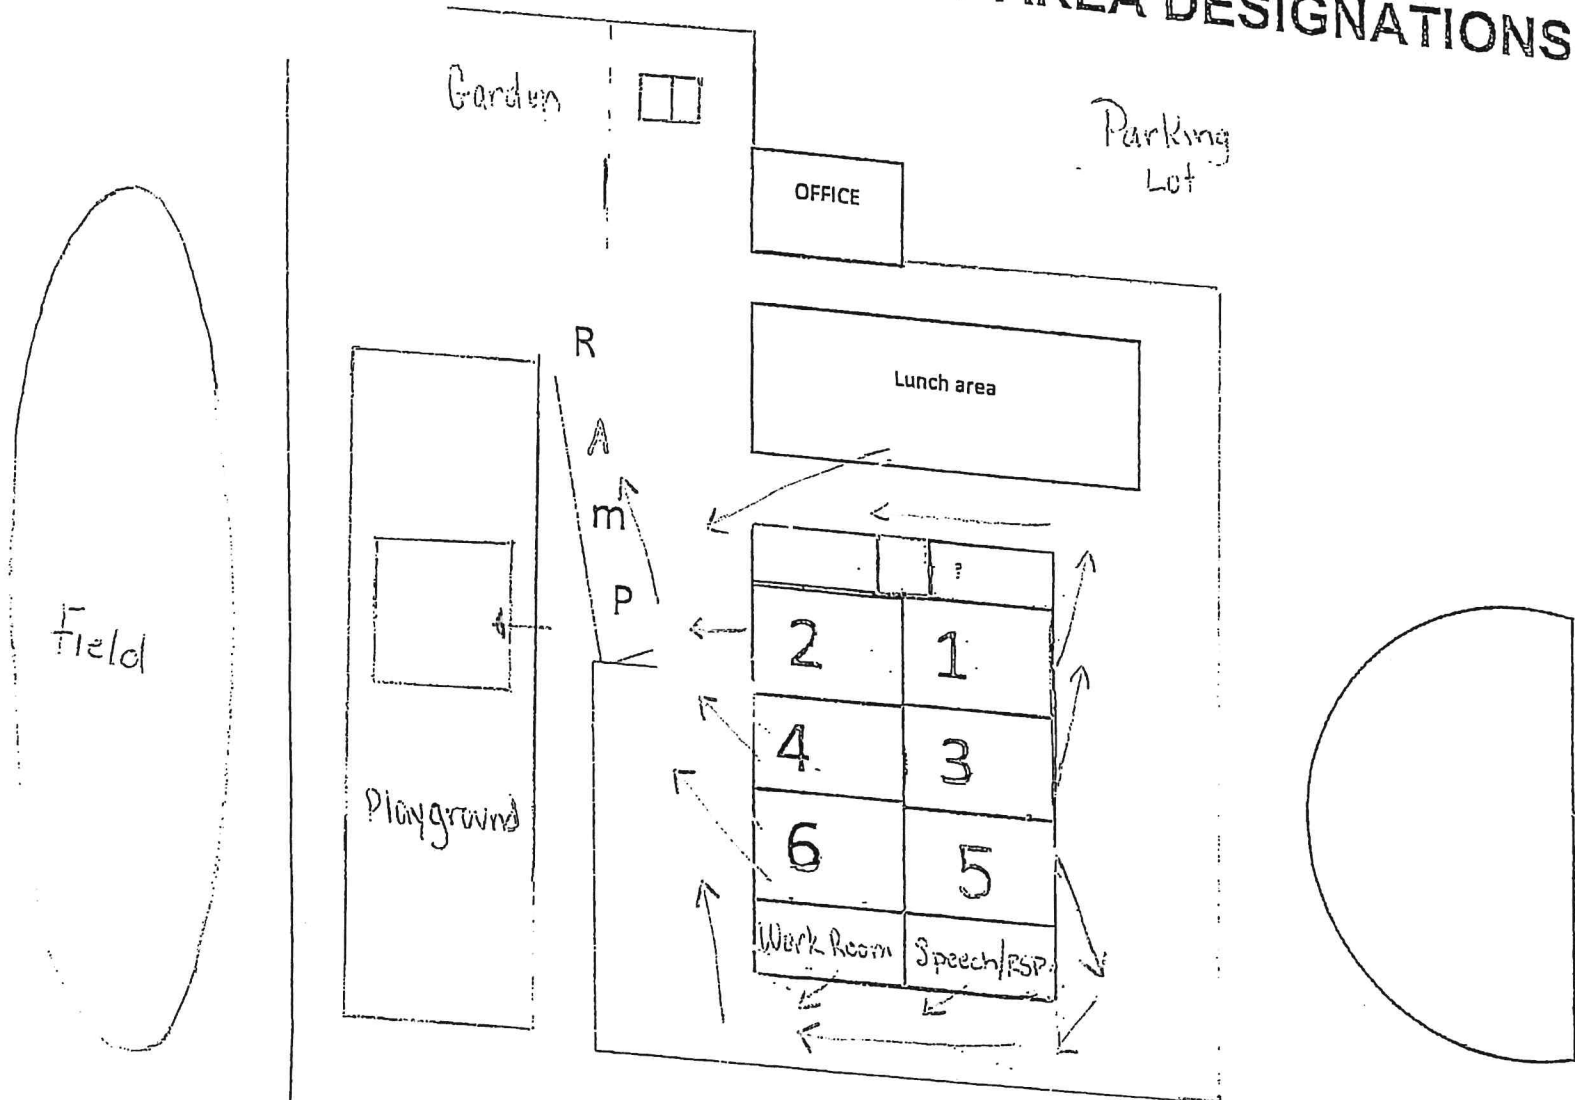 AREA DESIGNATIONS
Garden
Parking
Lot
OFFICE
R
A
m
P
Lunch area
?
2
1
4
3
6
5
Work Room
Speech/RSP
Field
Playground